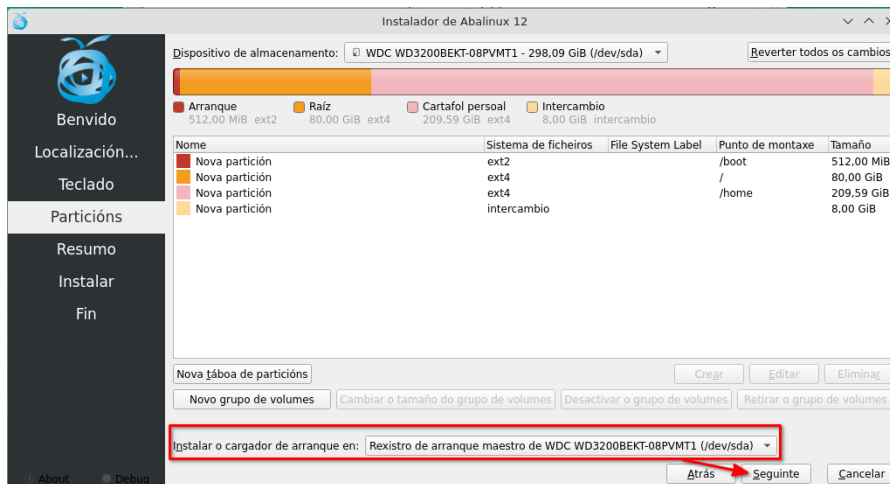 Instalador de Abalinux 12
Dispositivo de almacenamento: WDC WD3200BEKT-08PVMT1 - 298,09 GiB (/dev/sda) Reverter todos os cambios
Arranque Raíz Cartafol persoal Intercambio
512,00 MiB ext2 80,00 GiB ext4 209,59 GiB ext4 8,00 GiB intercambio
Benvido
Localización...
Teclado
Particións
Resumo
Instalar
Fin
Nome Sistema de ficheiros File System Label Punto de montaxe Tamaño
Nova partición ext2 /boot 512,00 MiB
Nova partición ext4 / 80,00 GiB
Nova partición ext4 /home 209,59 GiB
Nova partición intercambio 8,00 GiB
Nova táboa de particións Crear Editar Eliminar
Novo grupo de volumes Cambiar o tamaño do grupo de volumes Desactivar o grupo de volumes Retirar o grupo de volumes
Instalar o cargador de arranque en: Rexistro de arranque maestro de WDC WD3200BEKT-08PVMT1 (/dev/sda)
About Debug Atrás Seguinte Cancelar